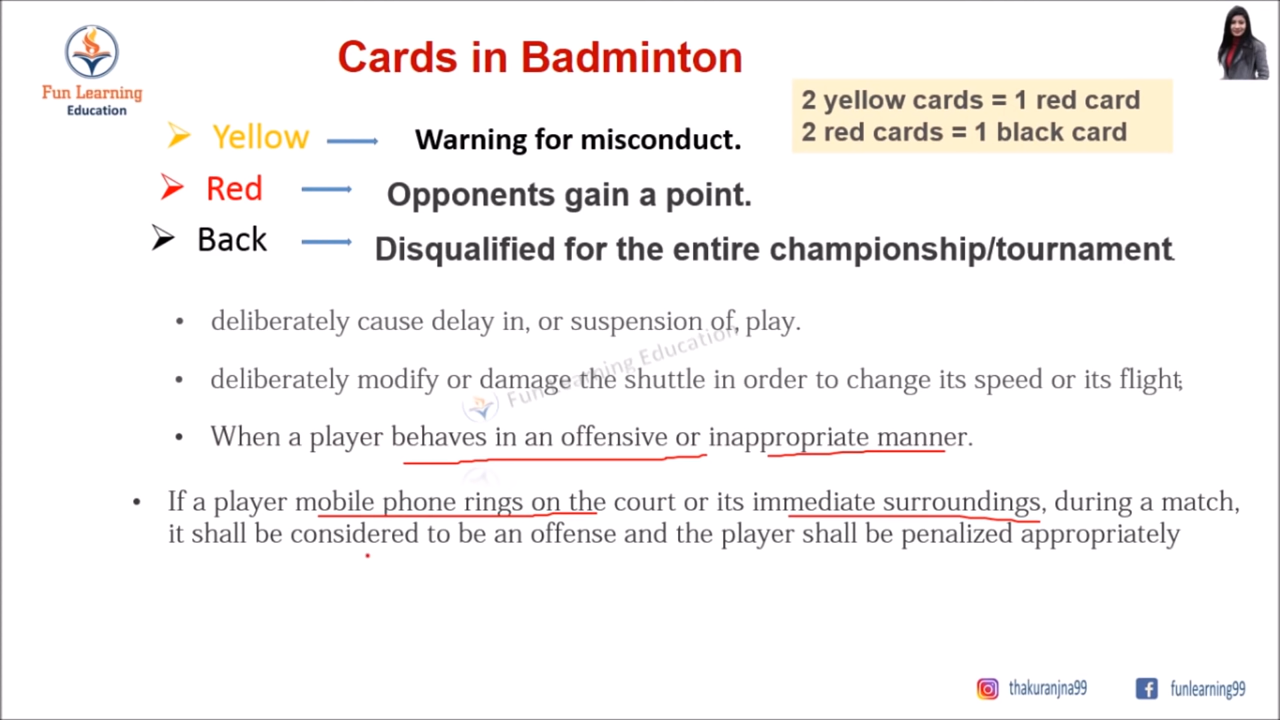 Cards in Badminton
Fun Learning
Education
2 yellow cards = 1 red card
2 red cards = 1 black card
➢ Yellow Warning for misconduct.
➢ Red Opponents gain a point.
➢ Back Disqualified for the entire championship/tournament.
• deliberately cause delay in, or suspension of, play.
• deliberately modify or damage the shuttle in order to change its speed or its flight;
Fun Learning Education
• When a player behaves in an offensive or inappropriate manner.
• If a player mobile phone rings on the court or its immediate surroundings, during a match,
it shall be considered to be an offense and the player shall be penalized appropriately
thakuranjna99 funlearning99